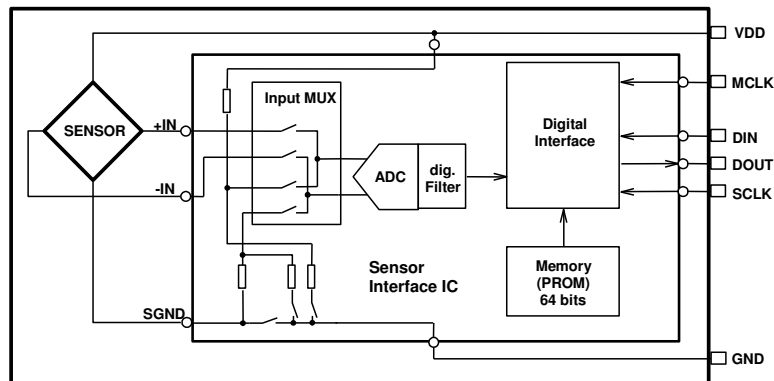 VDD
MCLK
Input MUX
+IN
SENSOR
Digital
Interface
DIN
DOUT
ADC
dig.
Filter
-IN
SCLK
Sensor
Interface IC
Memory
(PROM)
64 bits
SGND
GND